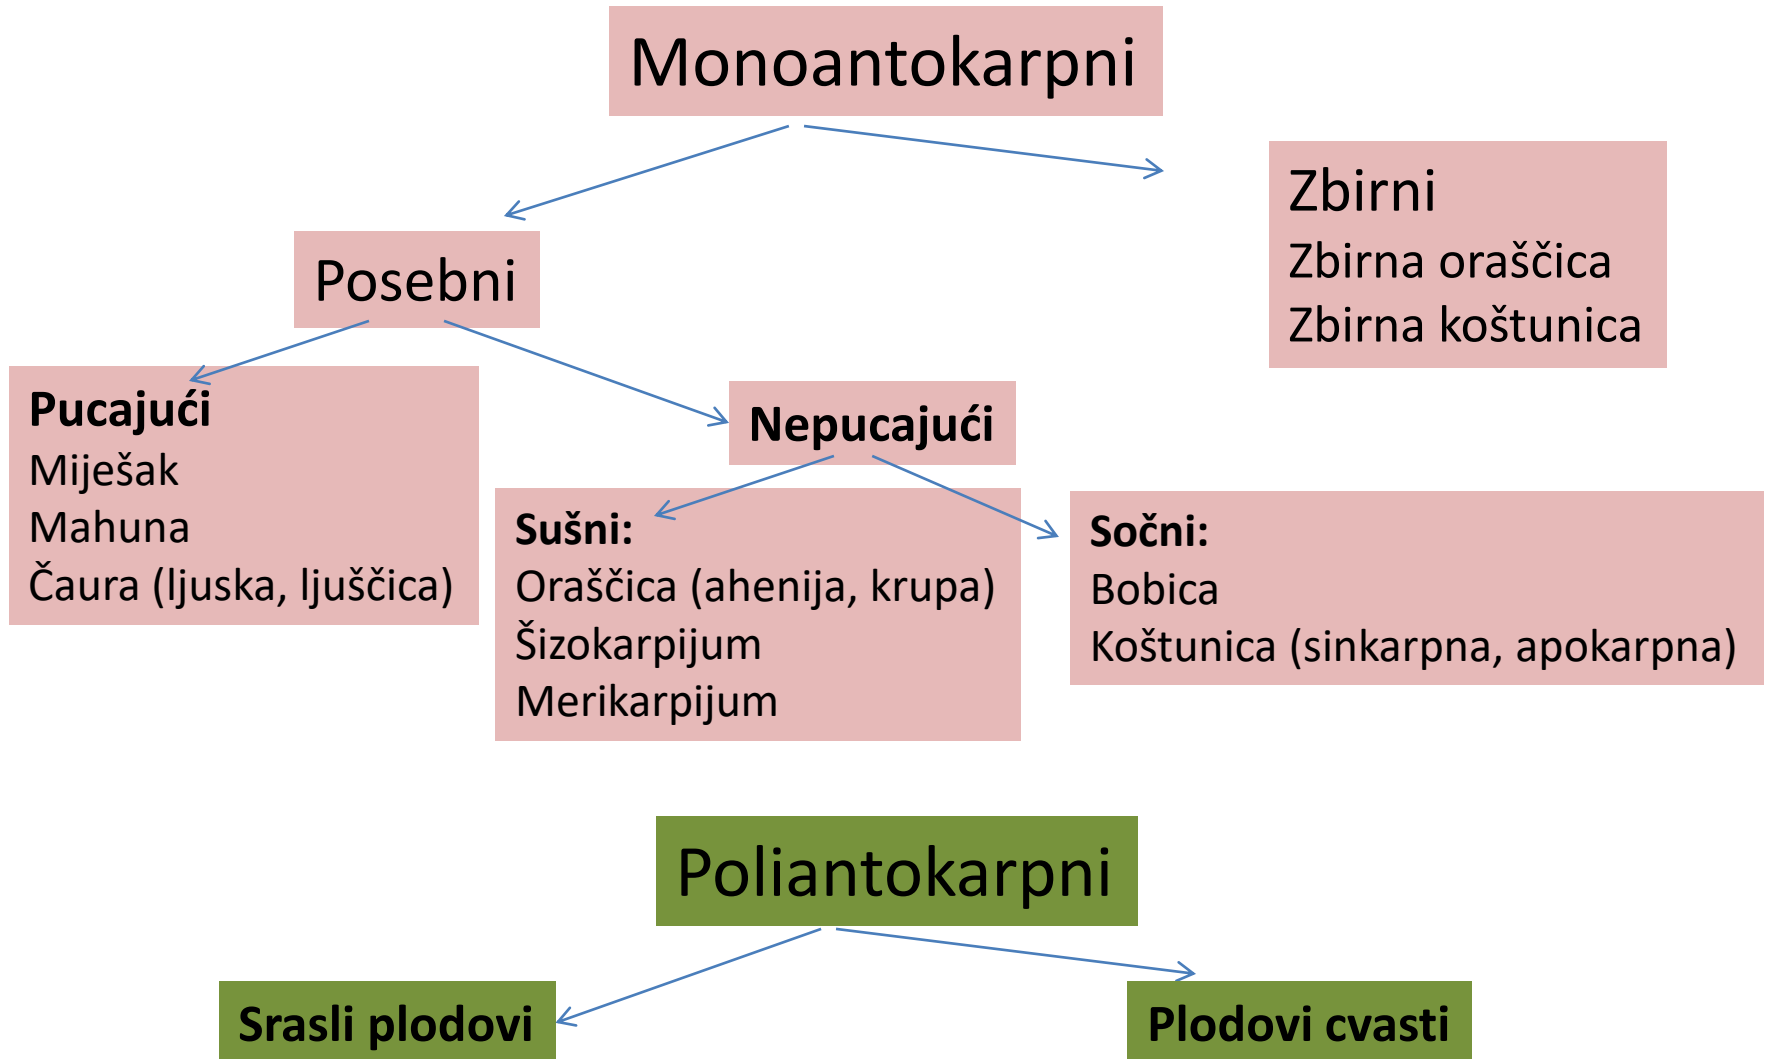 Monoantokarpni
Zbirni
Zbirna oraščica
Zbirna koštunica
Posebni
Pucajući
Miješak
Mahuna
Čaura (ljuska, ljuščica)
Nepucajući
Sušni:
Oraščica (ahenija, krupa)
Šizokarpijum
Merikarpijum
Sočni:
Bobica
Koštunica (sinkarpna, apokarpna)
Poliantokarpni
Srasli plodovi
Plodovi cvasti